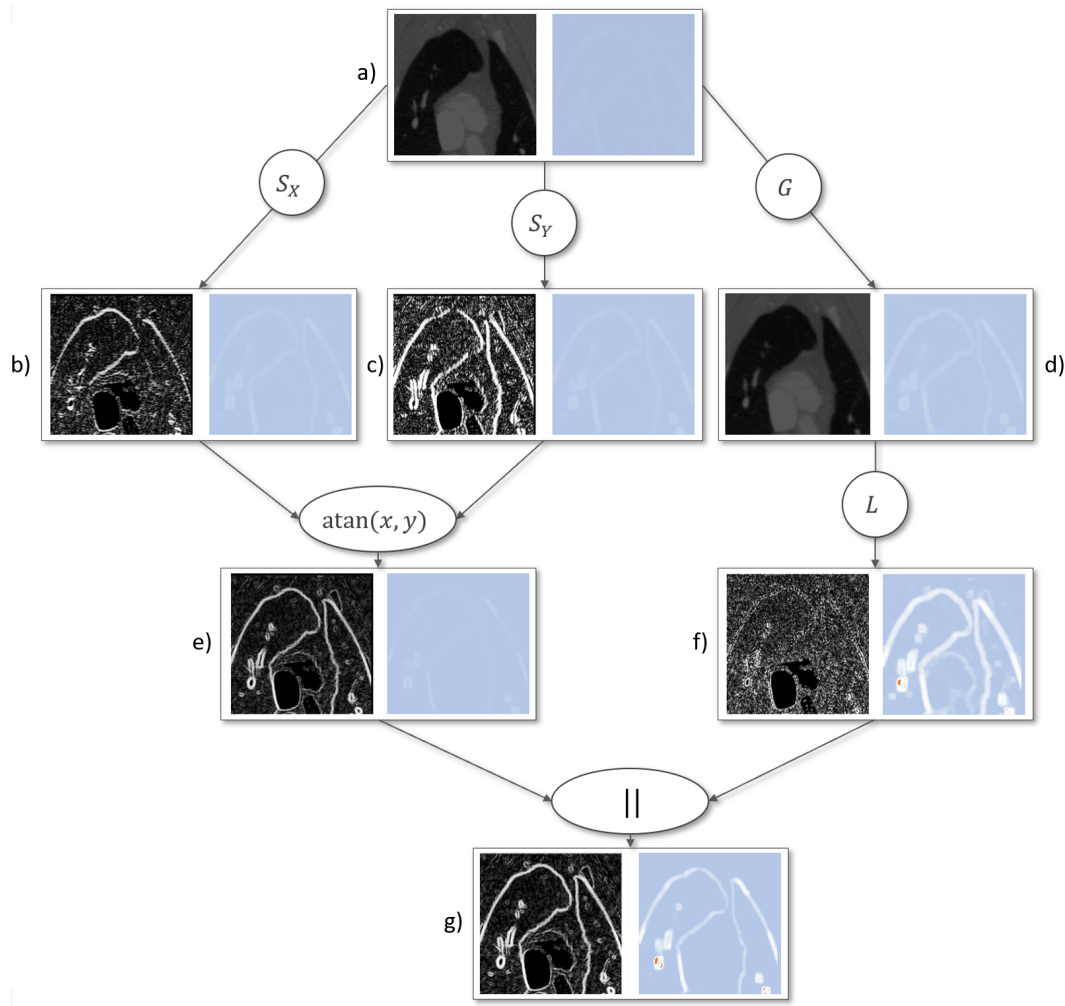 a)
S_X
S_Y
G
b)
c)
d)
atan(x, y)
L
e)
f)
||
g)